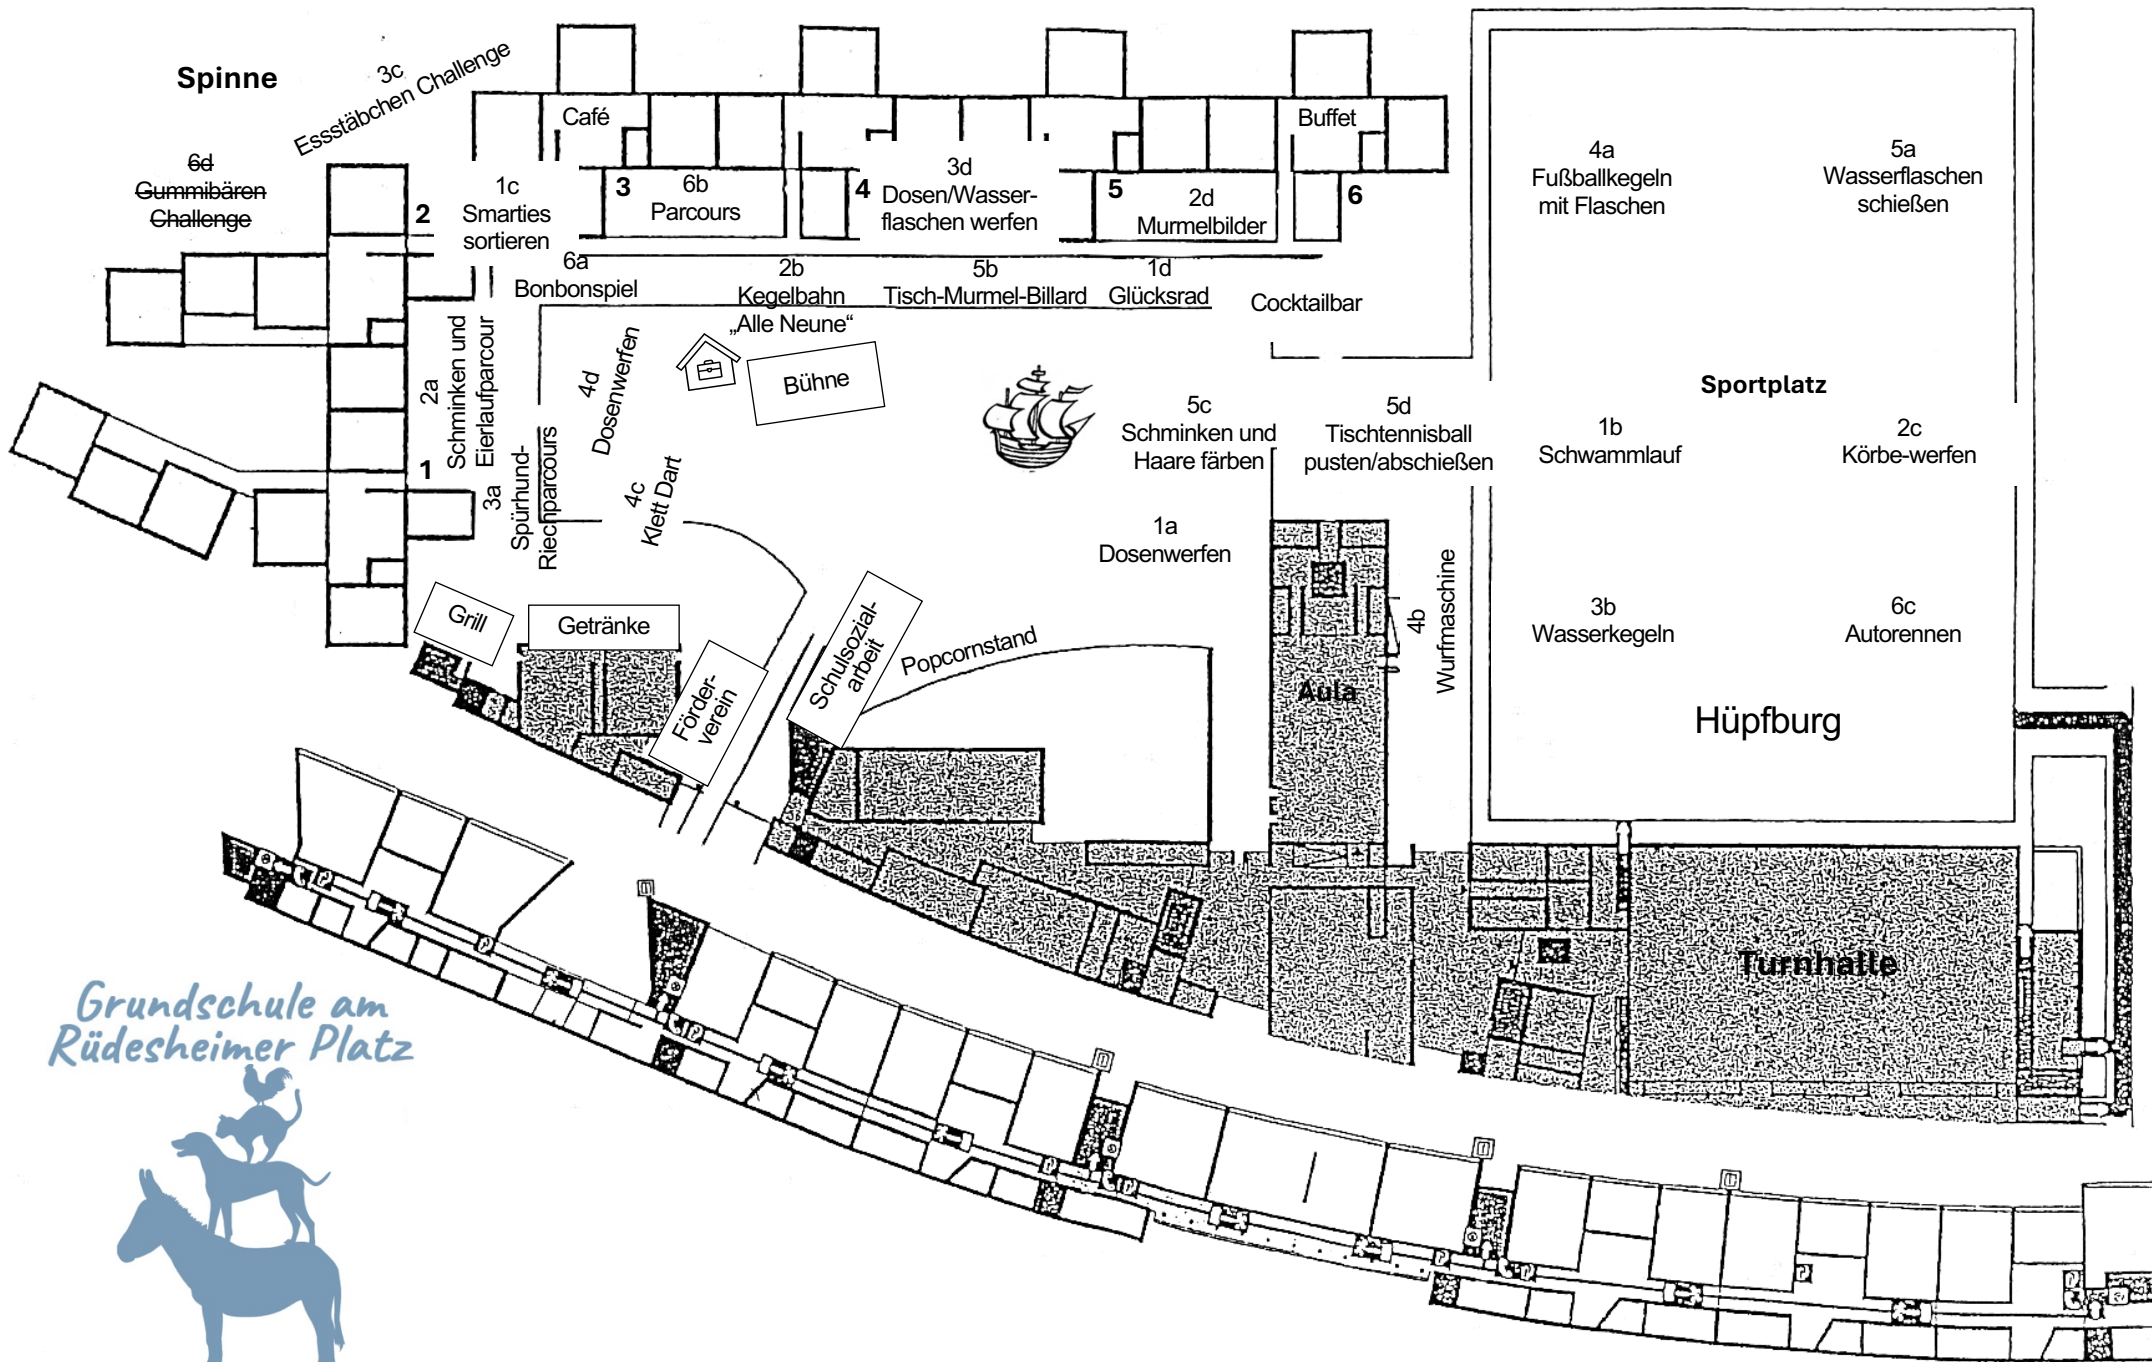 Spinne
3c
Essstäbchen Challenge
6d
Gummibären
Challenge
Café
Buffet
2
1c
Smarties
sortieren
3
6b
Parcours
4
3d
Dosen/Wasser-
flaschen werfen
5
2d
Murmelbilder
6
6a
Bonbonspiel
2b
Kegelbahn
„Alle Neune“
5b
Tisch-Murmel-Billard
1d
Glücksrad
Cocktailbar
4a
Fußballkegeln
mit Flaschen
5a
Wasserflaschen
schießen
Sportplatz
1b
Schwammlauf
2c
Körbe-werfen
3b
Wasserkegeln
6c
Autorennen
Hüpfburg
2a
Schminken und
Eierlaufparcour
1
3a
Spürhund-
Riechparcours
4d
Dosenwerfen
4c
Klett Dart
Bühne
5c
Schminken und
Haare färben
5d
Tischtennisball
pusten/abschießen
1a
Dosenwerfen
4b
Wurfmaschine
Grill
Getränke
Förder-
verein
Schulsozial-
arbeit
Popcornstand
Aula
Turnhalle
Grundschule am
Rüdesheimer Platz